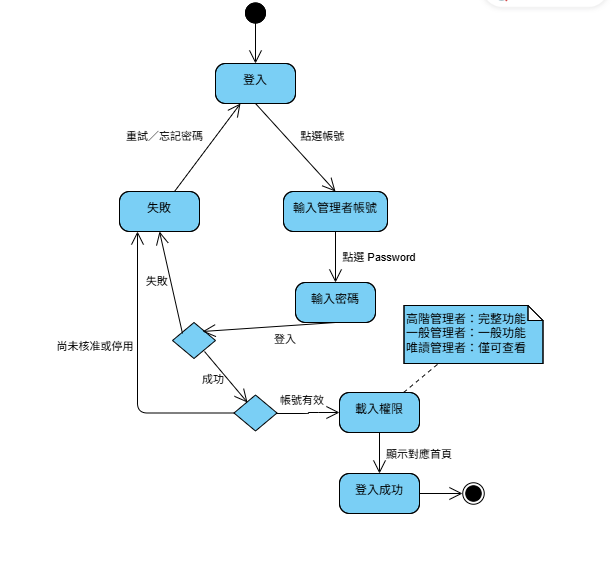 登入
重試／忘記密碼
點選帳號
失敗
輸入管理者帳號
點選 Password
失敗
輸入密碼
高階管理者：完整功能
一般管理者：一般功能
唯讀管理者：僅可查看
登入
尚未核准或停用
成功
帳號有效
載入權限
顯示對應首頁
登入成功